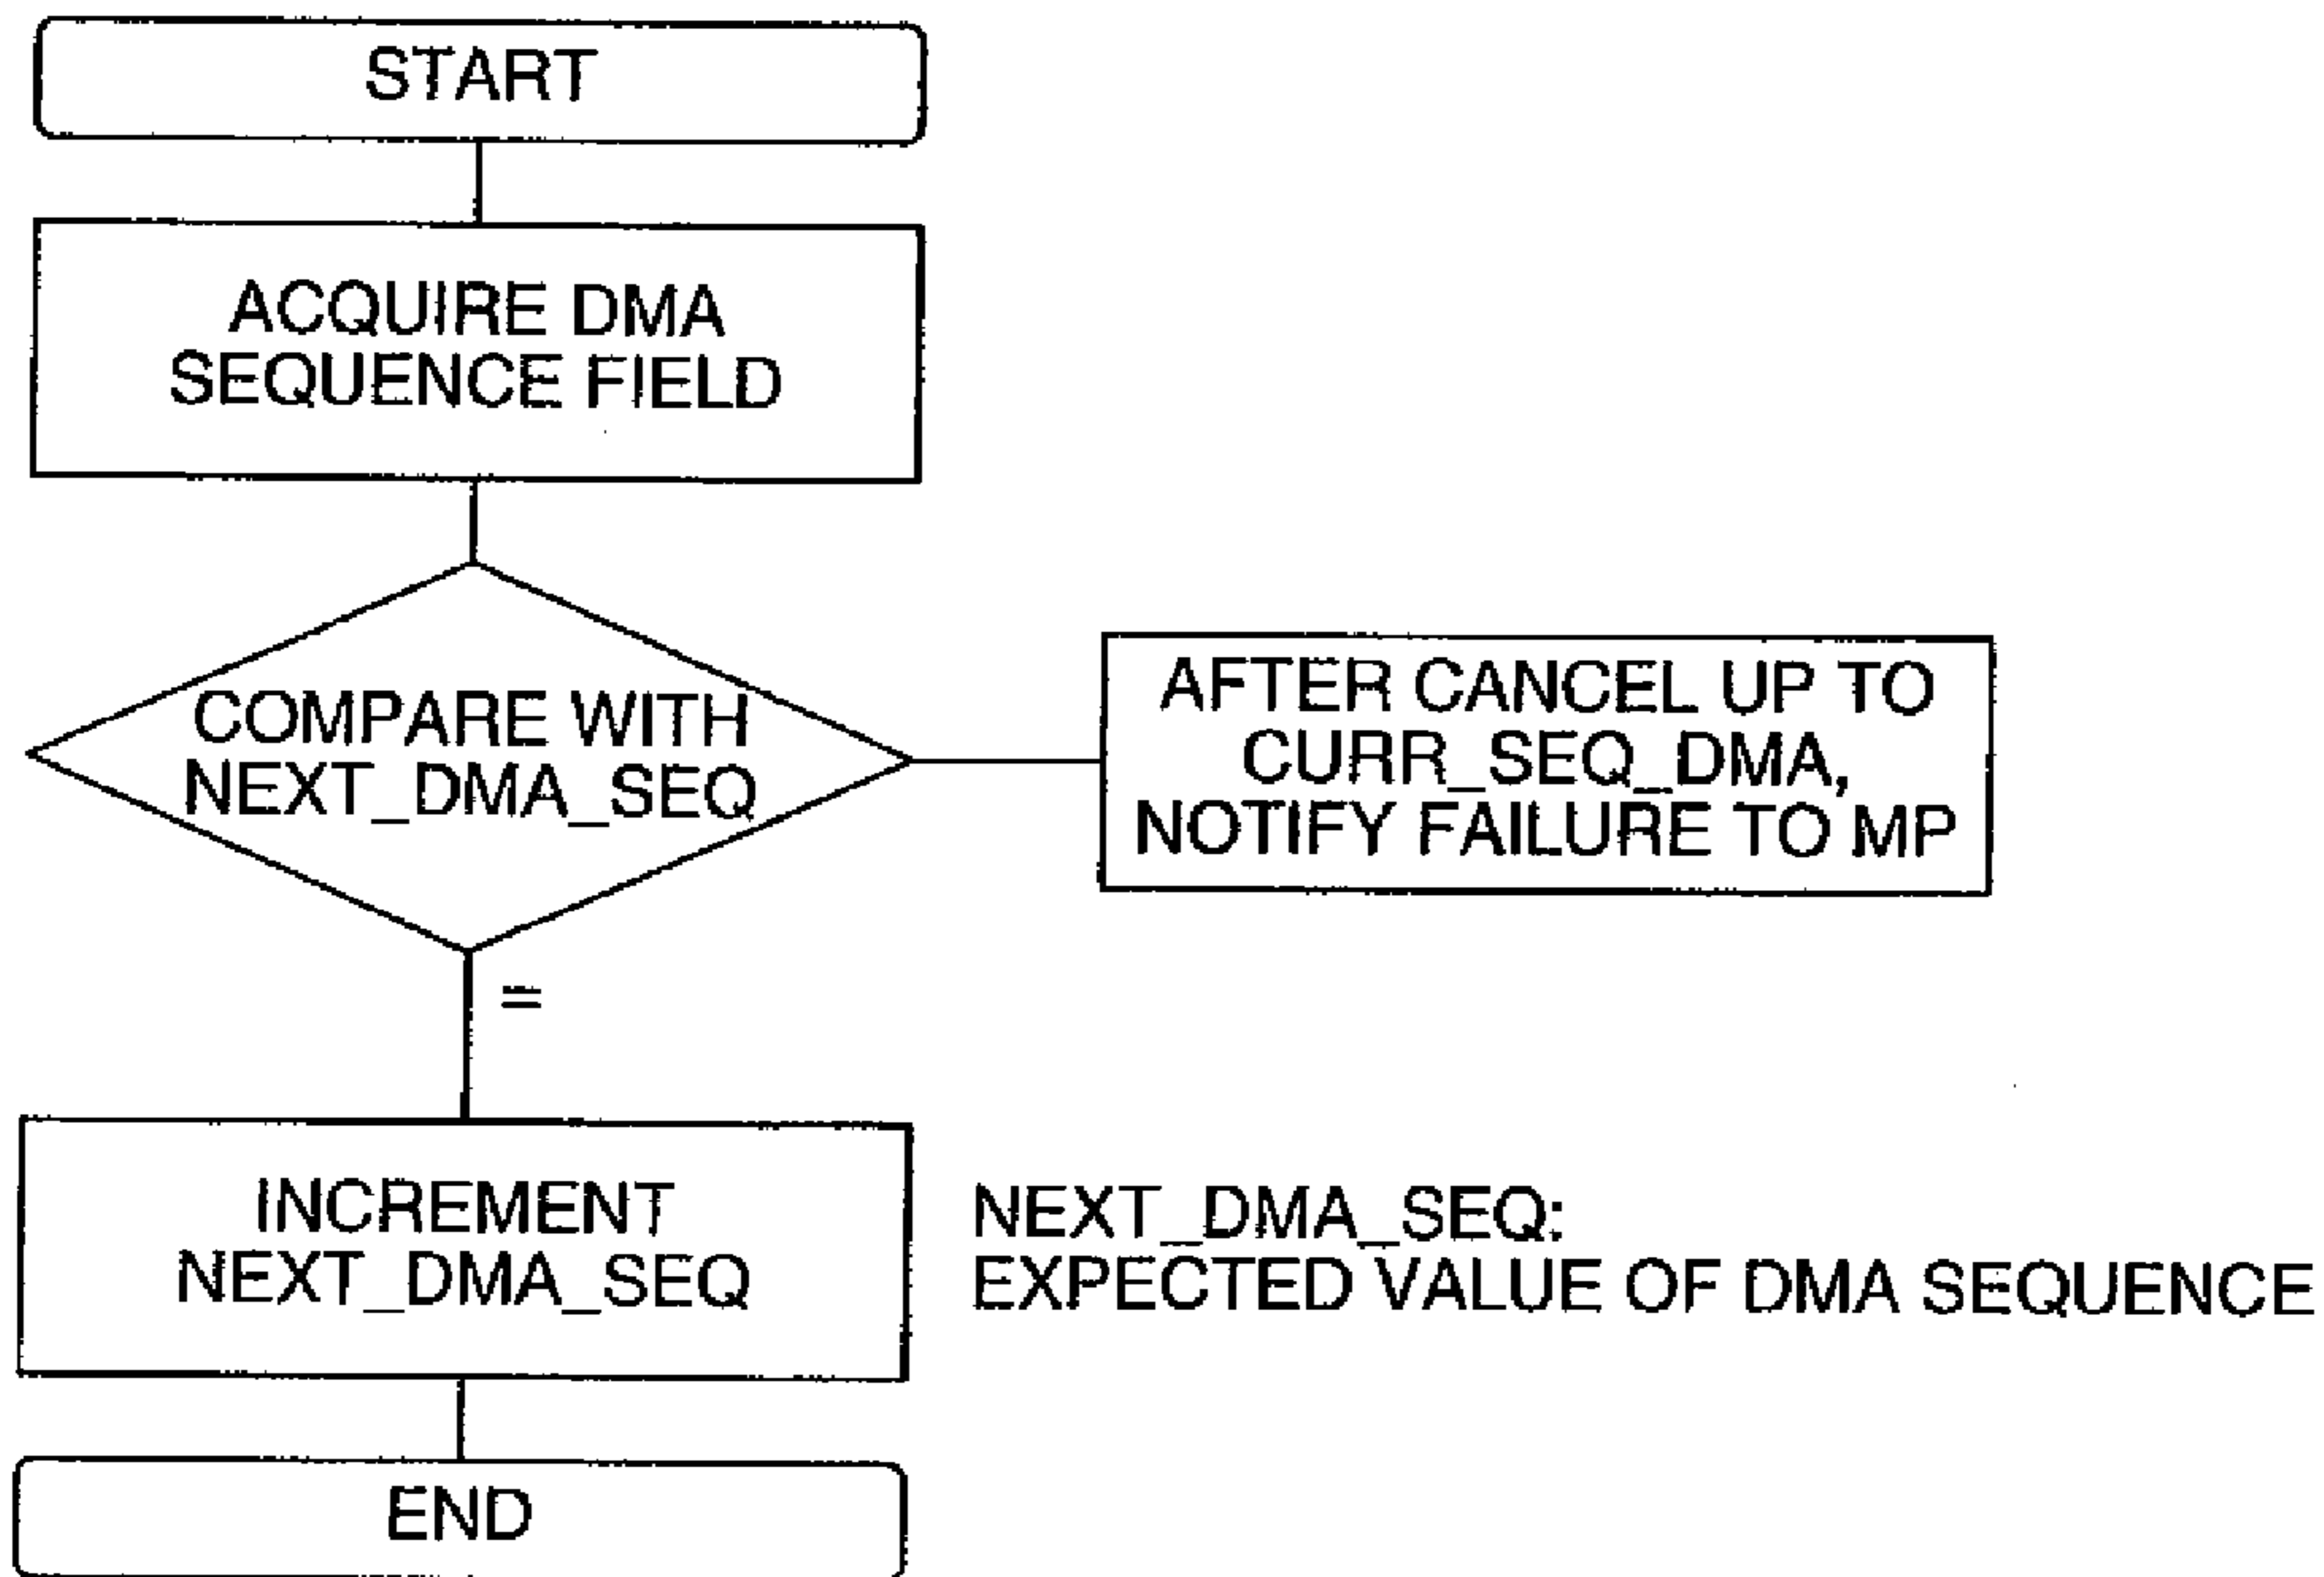 START
ACQUIRE DMA
SEQUENCE FIELD
COMPARE WITH
NEXT_DMA_SEQ
AFTER CANCEL UP TO
CURR_SEQ_DMA,
NOTIFY FAILURE TO MP
=
INCREMENT
NEXT_DMA_SEQ
NEXT_DMA_SEQ:
EXPECTED VALUE OF DMA SEQUENCE
END